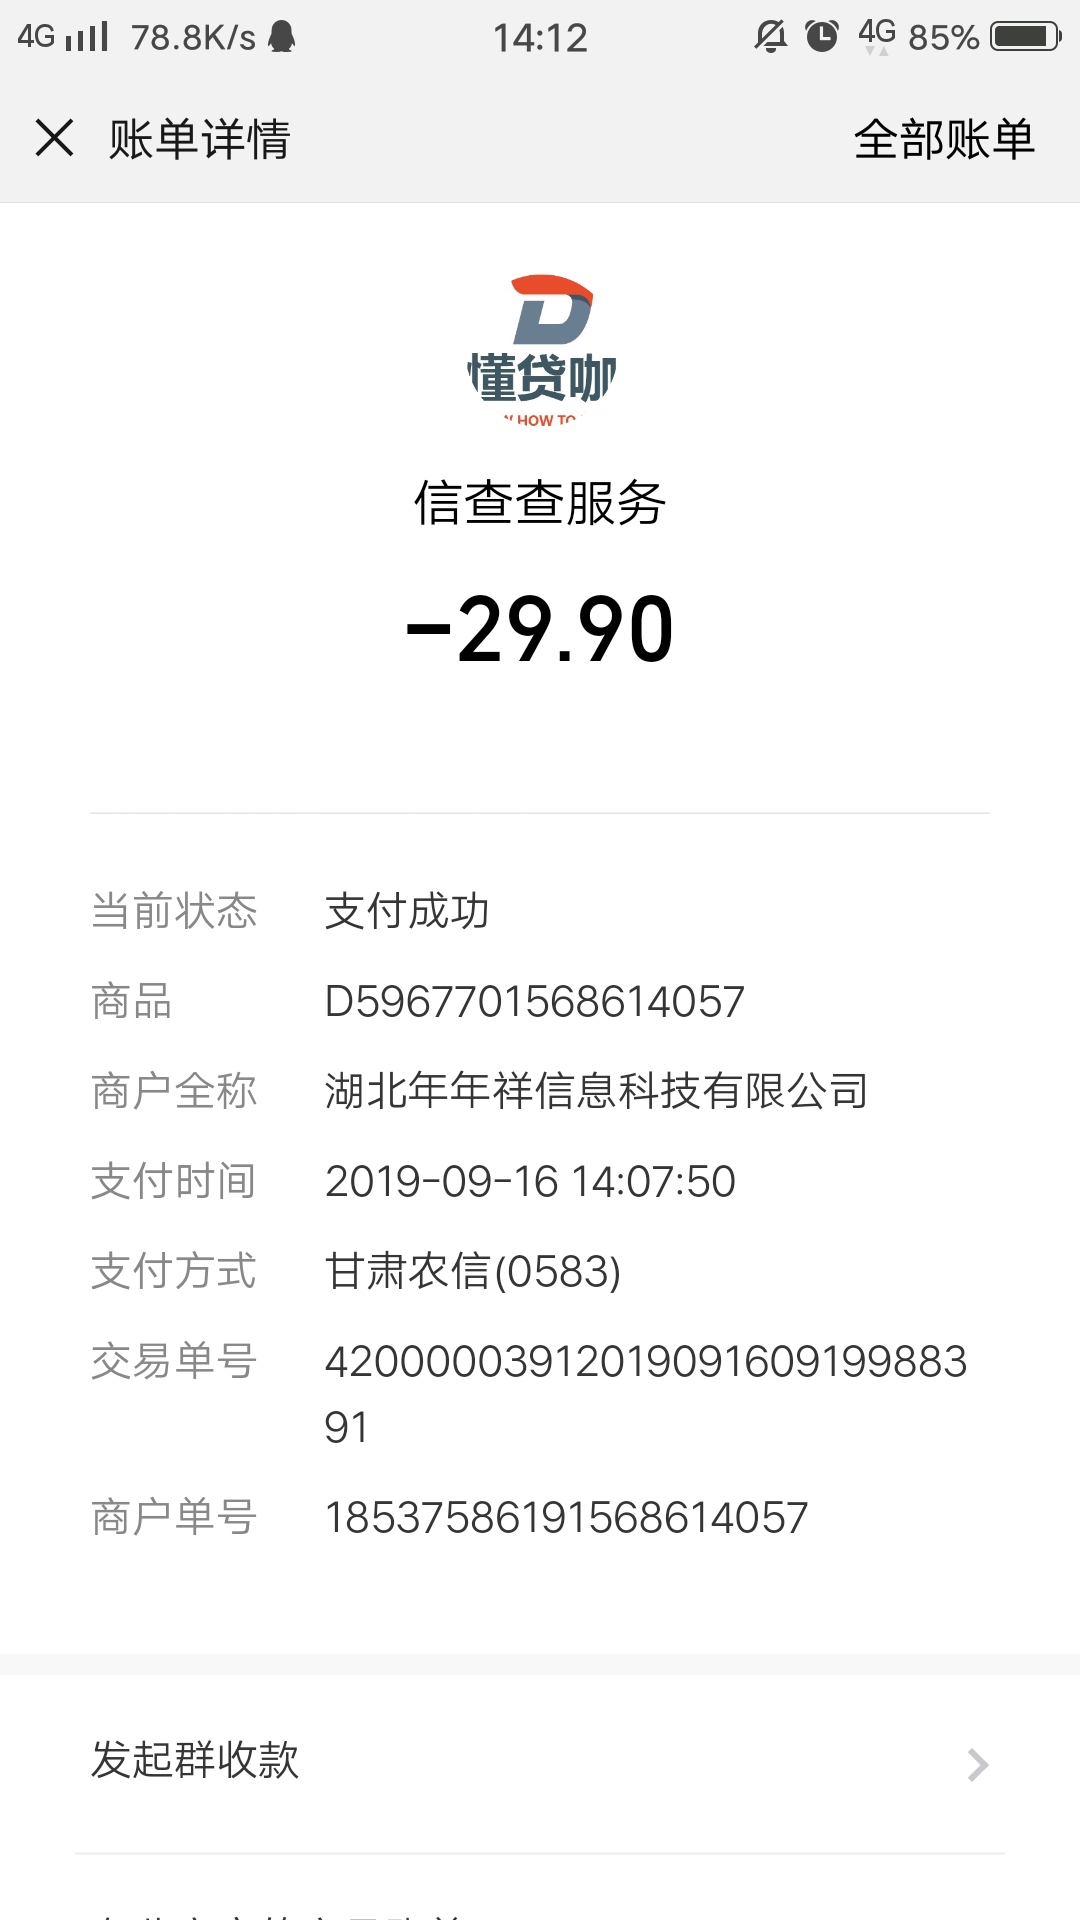 4G 78.8K/s 14:12 4G 85%
账单详情 全部账单
懂贷咖
HOW TO
信查查服务
-29.90
当前状态 支付成功
商品 D5967701568614057
商户全称 湖北年年祥信息科技有限公司
支付时间 2019-09-16 14:07:50
支付方式 甘肃农信(0583)
交易单号 42000003912019091609199883
91
商户单号 18537586191568614057
发起群收款